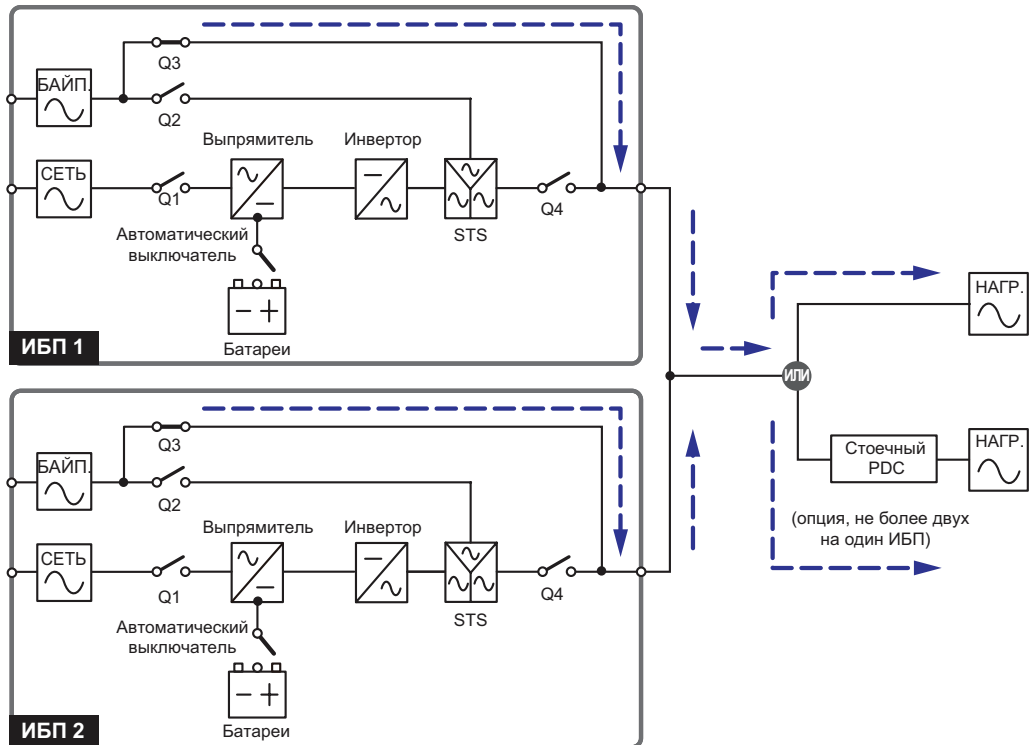 Q3
БАЙП.
Q2
Выпрямитель
Инвертор
СЕТЬ
Q1
STS
Q4
Автоматический
выключатель
− +
Батареи
ИБП 1
НАГР.
ИЛИ
Стоечный
PDC
НАГР.
(опция, не более двух
на один ИБП)
Q3
БАЙП.
Q2
Выпрямитель
Инвертор
СЕТЬ
Q1
STS
Q4
Автоматический
выключатель
− +
Батареи
ИБП 2